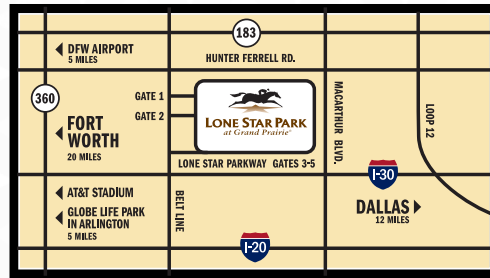 183
DFW AIRPORT
5 MILES
HUNTER FERRELL RD.
360
GATE 1
GATE 2
LONE STAR PARK
at Grand Prairie
FORT
WORTH
20 MILES
MACARTHUR BLVD.
LOOP 12
LONE STAR PARKWAY GATES 3-5
I-30
AT&T STADIUM
GLOBE LIFE PARK
IN ARLINGTON
5 MILES
BELT LINE
DALLAS
12 MILES
I-20